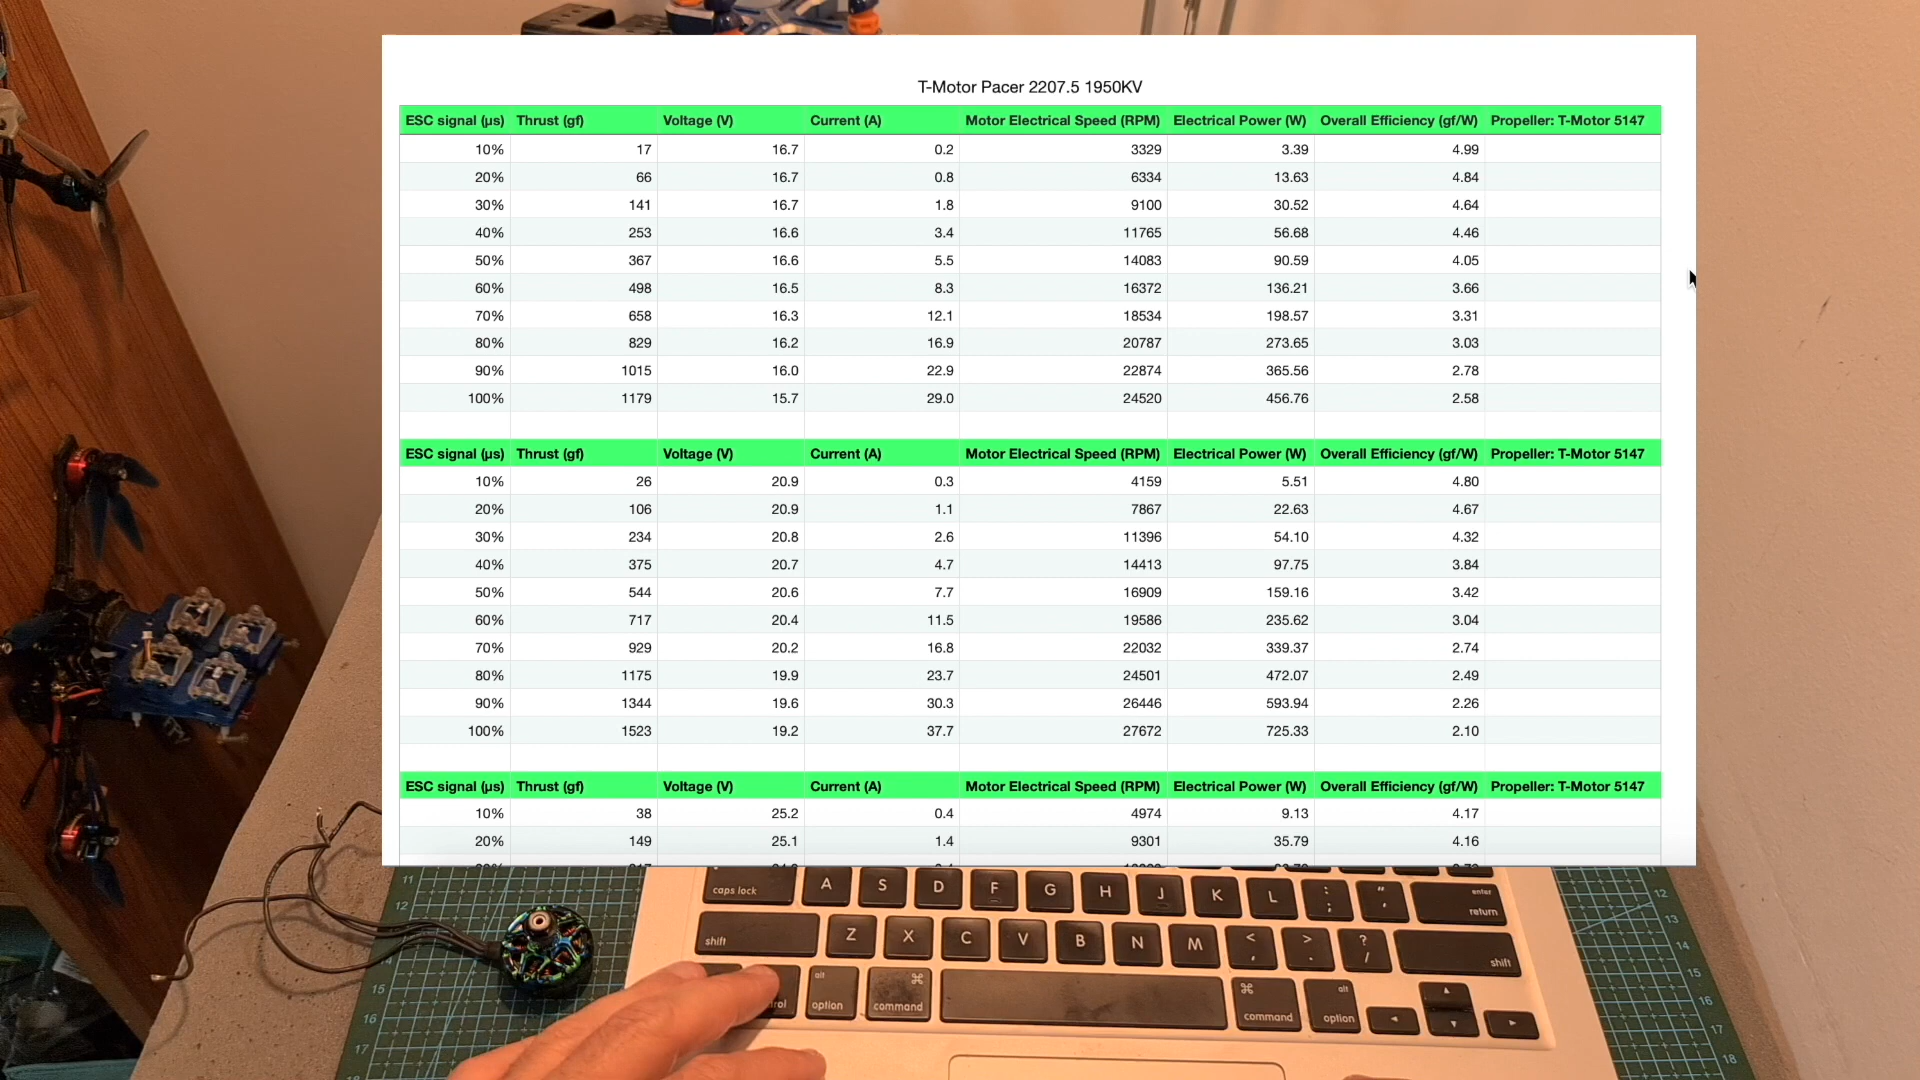 T-Motor Pacer 2207.5 1950KV
ESC signal (µs) Thrust (gf) Voltage (V) Current (A) Motor Electrical Speed (RPM) Electrical Power (W) Overall Efficiency (gf/W) Propeller: T-Motor 5147
10% 17 16.7 0.2 3329 3.39 4.99
20% 66 16.7 0.8 6334 13.63 4.84
30% 141 16.7 1.8 9100 30.52 4.64
40% 253 16.6 3.4 11765 56.68 4.46
50% 367 16.6 5.5 14083 90.59 4.05
60% 498 16.5 8.3 16372 136.21 3.66
70% 658 16.3 12.1 18534 198.57 3.31
80% 829 16.2 16.9 20787 273.65 3.03
90% 1015 16.0 22.9 22874 365.56 2.78
100% 1179 15.7 29.0 24520 456.76 2.58
ESC signal (µs) Thrust (gf) Voltage (V) Current (A) Motor Electrical Speed (RPM) Electrical Power (W) Overall Efficiency (gf/W) Propeller: T-Motor 5147
10% 26 20.9 0.3 4159 5.51 4.80
20% 106 20.9 1.1 7867 22.63 4.67
30% 234 20.8 2.6 11396 54.10 4.32
40% 375 20.7 4.7 14413 97.75 3.84
50% 544 20.6 7.7 16909 159.16 3.42
60% 717 20.4 11.5 19586 235.62 3.04
70% 929 20.2 16.8 22032 339.37 2.74
80% 1175 19.9 23.7 24501 472.07 2.49
90% 1344 19.6 30.3 26446 593.94 2.26
100% 1523 19.2 37.7 27672 725.33 2.10
ESC signal (µs) Thrust (gf) Voltage (V) Current (A) Motor Electrical Speed (RPM) Electrical Power (W) Overall Efficiency (gf/W) Propeller: T-Motor 5147
10% 38 25.2 0.4 4974 9.13 4.17
20% 149 25.1 1.4 9301 35.79 4.16
caps lock A S D F G H J K L : ; " ' enter return
shift Z X C V B N M < , > . ? / shift
alt option ⌘ command ⌘ command alt option
11
12
15
16
17
12
13
14
15
16
17
18